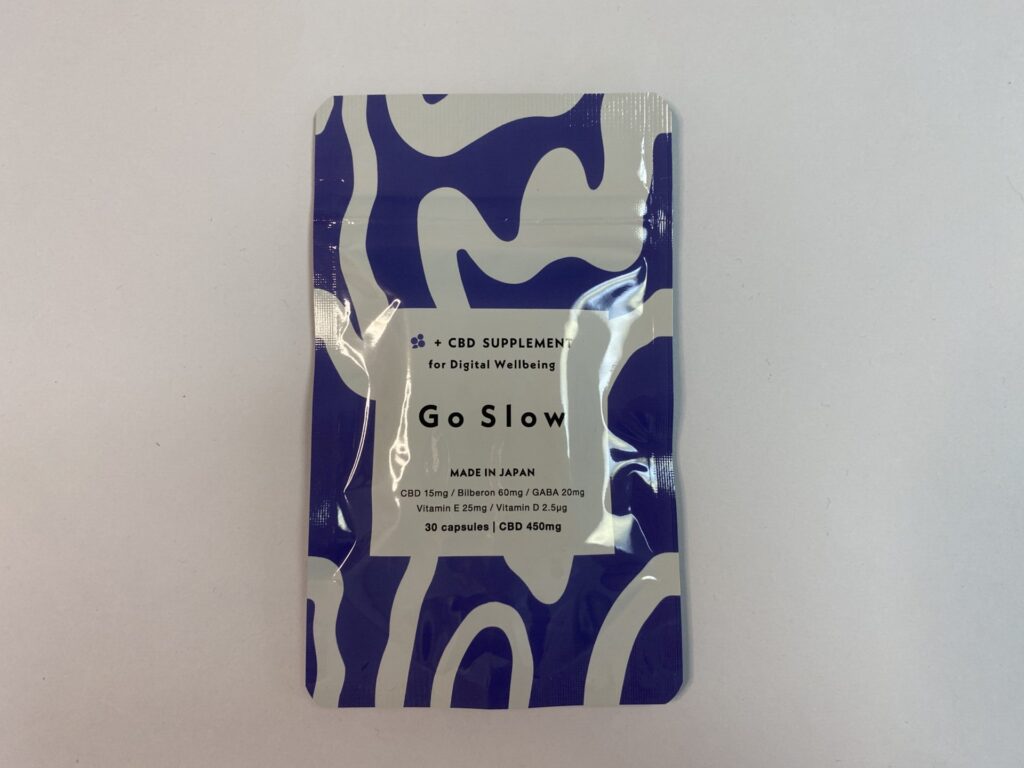 + CBD SUPPLEMENT
for Digital Wellbeing
Go Slow
MADE IN JAPAN
CBD 15mg / Bilberon 60mg / GABA 20mg
Vitamin E 25mg / Vitamin D 2.5μg
30 capsules | CBD 450mg